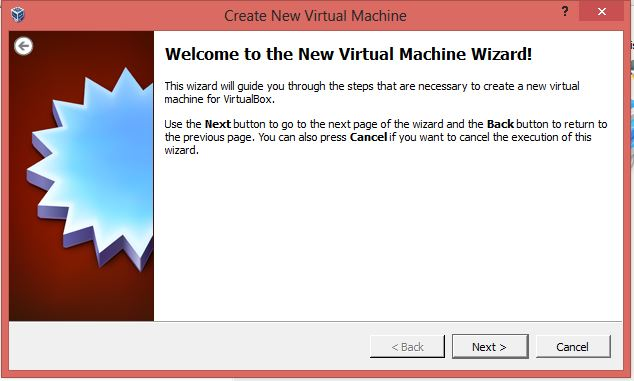 Create New Virtual Machine
?
Welcome to the New Virtual Machine Wizard!
This wizard will guide you through the steps that are necessary to create a new virtual
machine for VirtualBox.
Use the Next button to go to the next page of the wizard and the Back button to return to
the previous page. You can also press Cancel if you want to cancel the execution of this
wizard.
< Back
Next >
Cancel